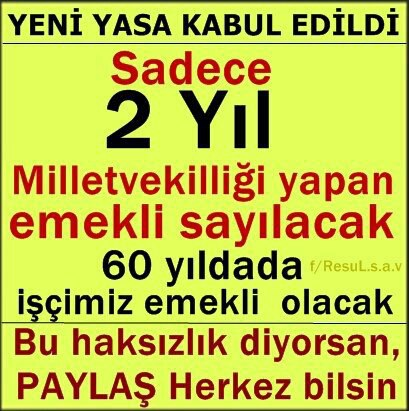 YENİ YASA KABUL EDİLDİ
Sadece
2 Yıl
Milletvekilliği yapan
emekli sayılacak
60 yıldada f/ResuL.s.a.v
işçimiz emekli olacak
Bu haksızlık diyorsan,
PAYLAŞ Herkez bilsin